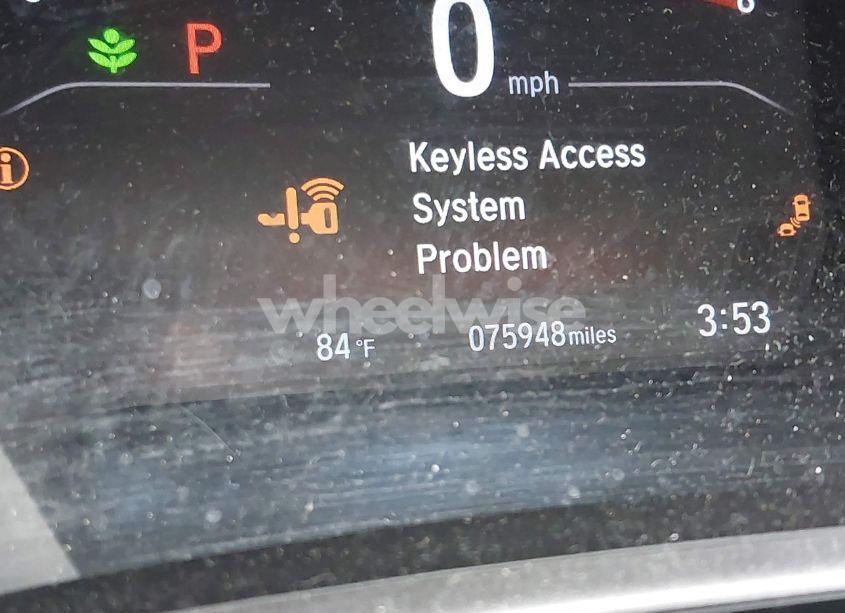 P
0 mph
Keyless Access
System
Problem
wheelwise
84 °F 075948 miles 3:53